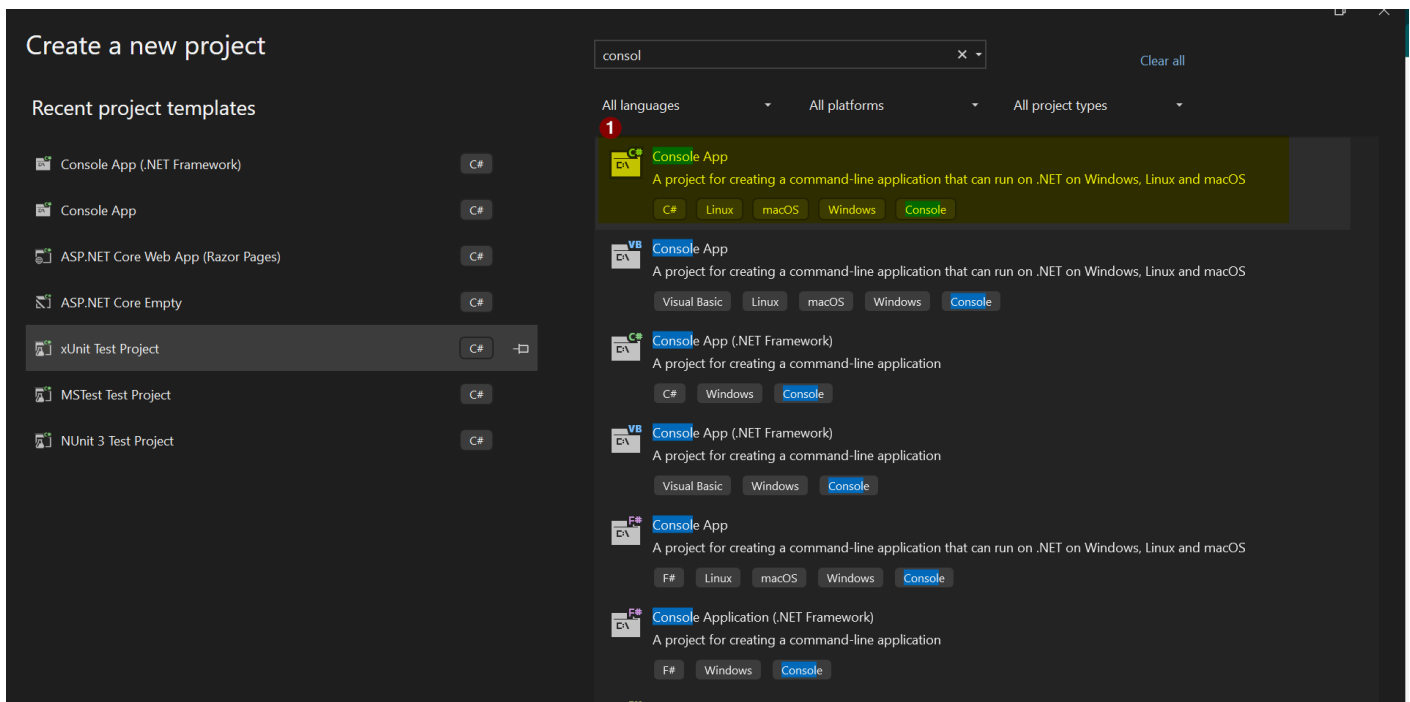 Create a new project
Recent project templates
Console App (.NET Framework)
C#
Console App
C#
ASP.NET Core Web App (Razor Pages)
C#
ASP.NET Core Empty
C#
xUnit Test Project
C#
MSTest Test Project
C#
NUnit 3 Test Project
C#
consol
Clear all
All languages All platforms All project types
1
C#
Console App
A project for creating a command-line application that can run on .NET on Windows, Linux and macOS
C# Linux macOS Windows Console
VB
Console App
A project for creating a command-line application that can run on .NET on Windows, Linux and macOS
Visual Basic Linux macOS Windows Console
C#
Console App (.NET Framework)
A project for creating a command-line application
C# Windows Console
VB
Console App (.NET Framework)
A project for creating a command-line application
Visual Basic Windows Console
F#
Console App
A project for creating a command-line application that can run on .NET on Windows, Linux and macOS
F# Linux macOS Windows Console
F#
Console Application (.NET Framework)
A project for creating a command-line application
F# Windows Console